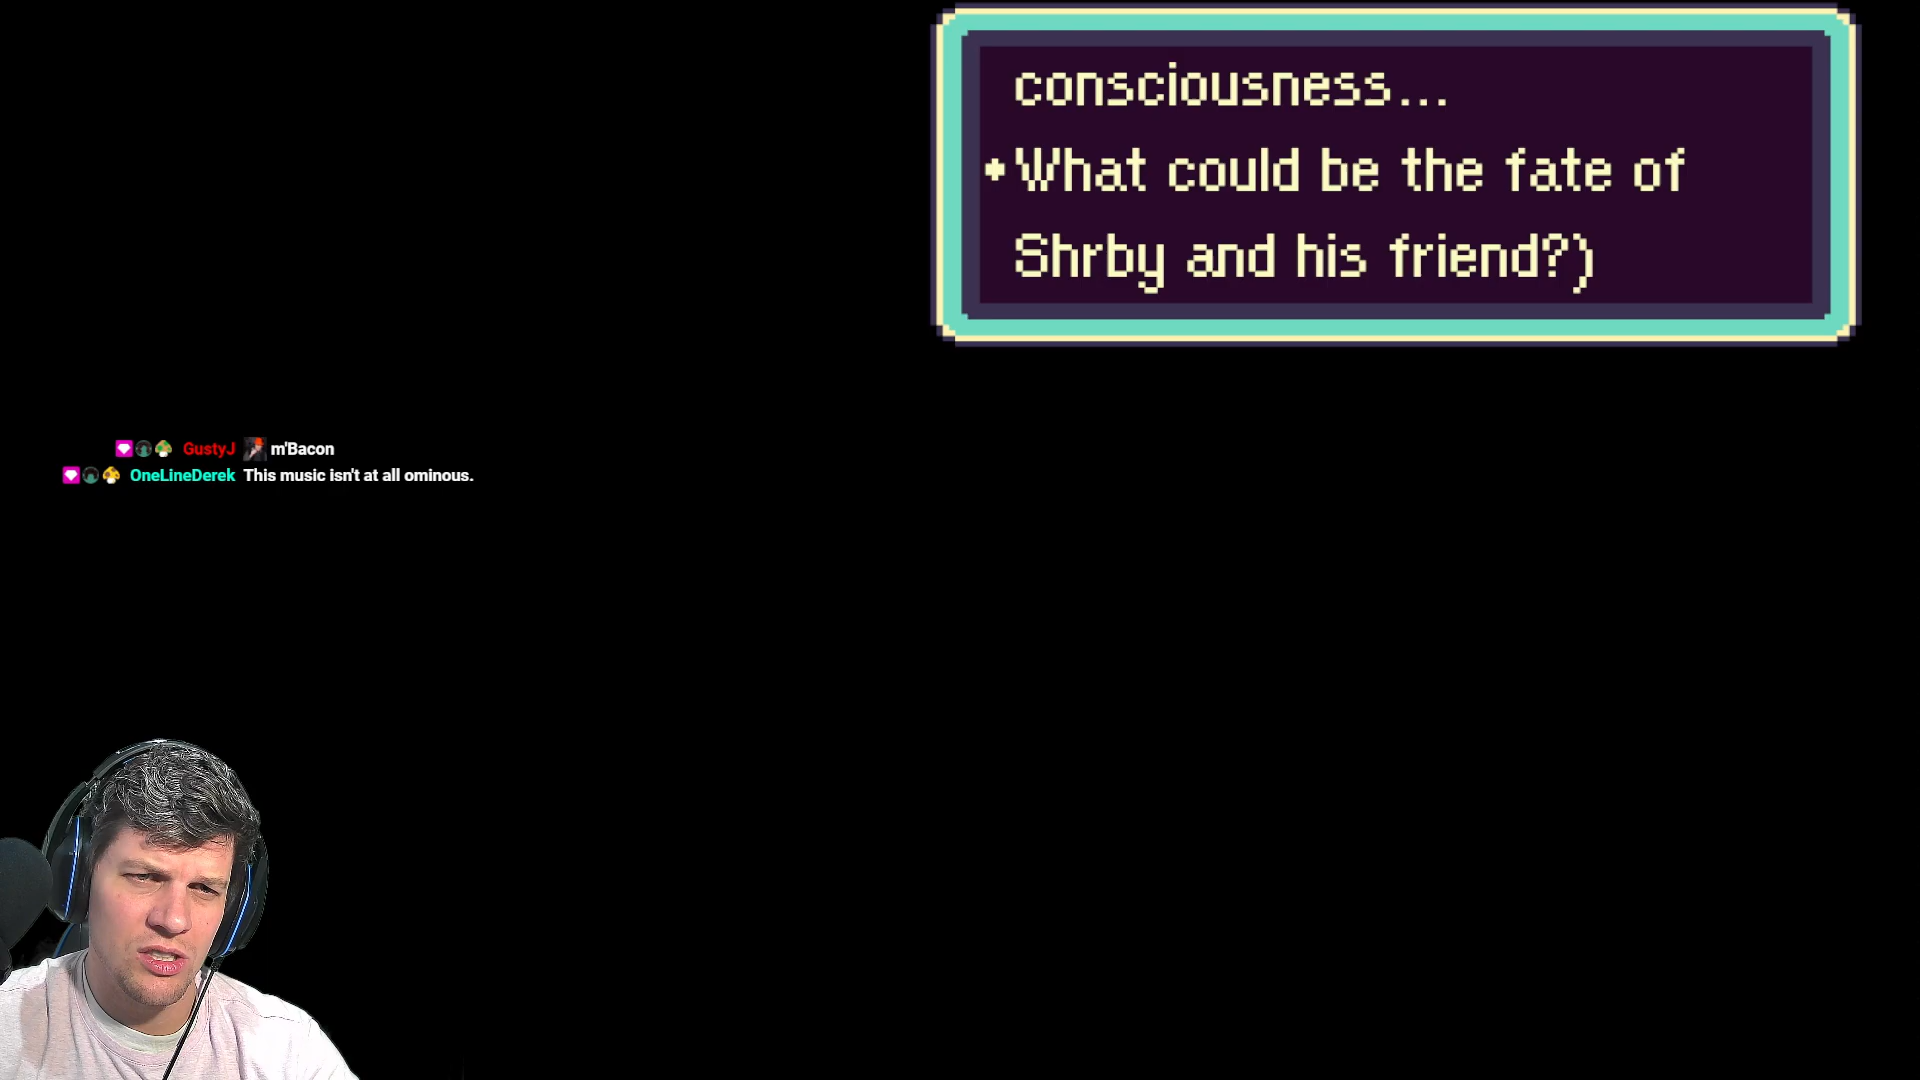 consciousness...
•What could be the fate of
Shrby and his friend?)
GustyJ m'Bacon
OneLineDerek This music isn't at all ominous.